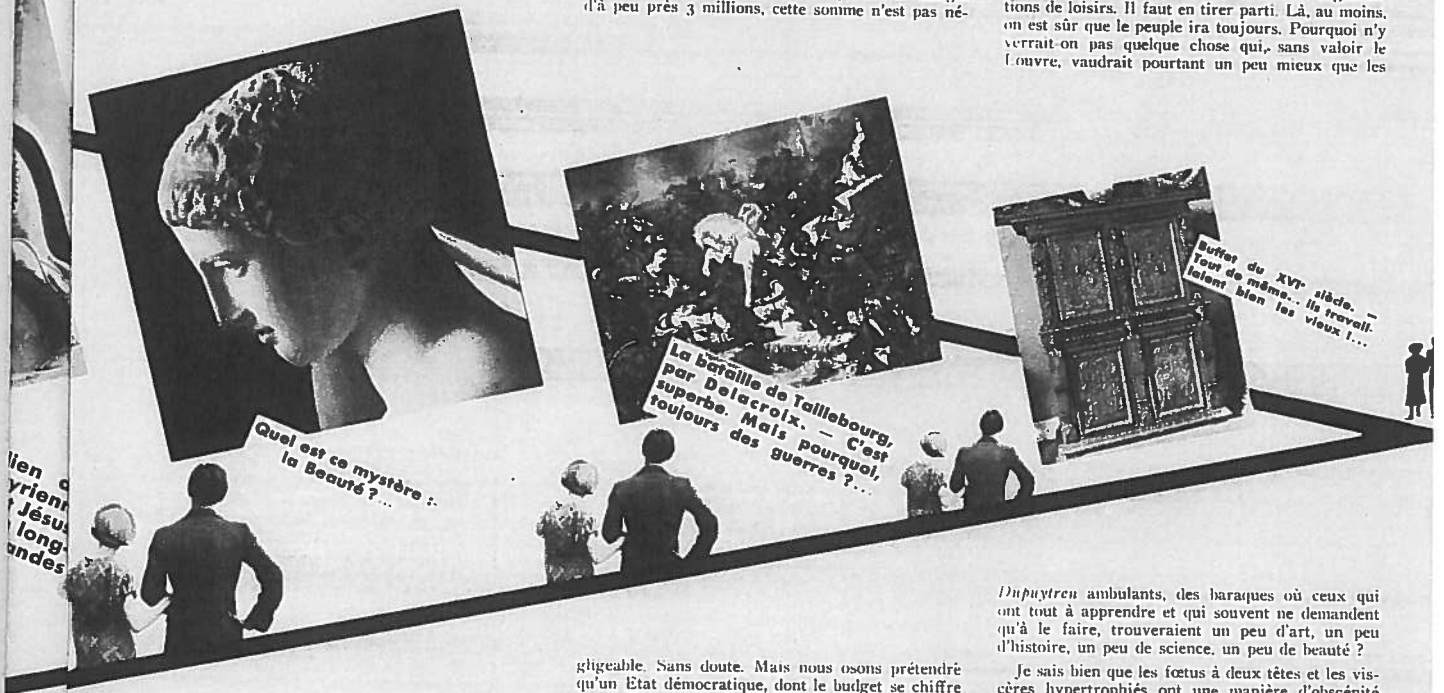 d'à peu près 3 millions, cette somme n'est pas né-
gligeable. Sans doute. Mais nous osons prétendre
qu'un Etat démocratique, dont le budget se chiffre
tions de loisirs. Il faut en tirer parti. Là, au moins,
on est sûr que le peuple ira toujours. Pourquoi n'y
verrait-on pas quelque chose qui, sans valoir le
Louvre, vaudrait pourtant un peu mieux que les
Dupuytren ambulants, des baraques où ceux qui
ont tout à apprendre et qui souvent ne demandent
qu'à le faire, trouveraient un peu d'art, un peu
d'histoire, un peu de science, un peu de beauté ?
Je sais bien que les fœtus à deux têtes et les vis-
cères hypertrophiés ont une manière d'obscénité
lien
yrienn
Jésus
long-
andes
Quel est ce mystère :
la Beauté ?...
La bataille de Taillebourg,
par Delacroix. — C'est
superbe. Mais pourquoi,
toujours des guerres ?...
Buffet du XVIe siècle. —
Tout de même.. ils travail-
laient bien les vieux !...